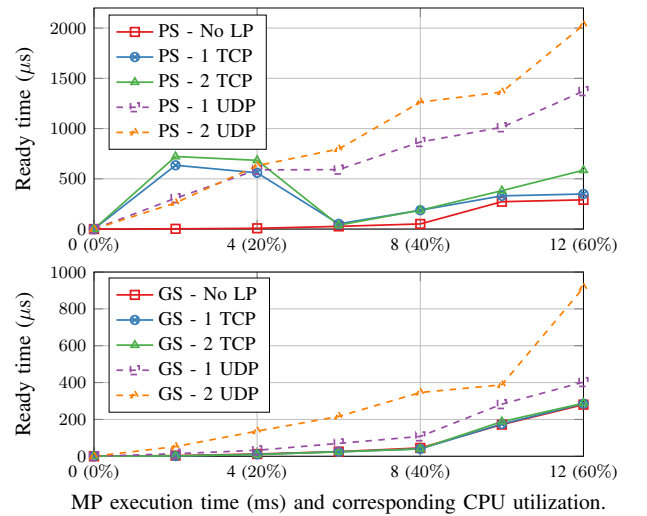 2000
1500
1000
500
0
Ready time (μs)
PS - No LP
PS - 1 TCP
PS - 2 TCP
PS - 1 UDP
PS - 2 UDP
0 (0%) 4 (20%) 8 (40%) 12 (60%)
1000
800
600
400
200
0
Ready time (μs)
GS - No LP
GS - 1 TCP
GS - 2 TCP
GS - 1 UDP
GS - 2 UDP
0 (0%) 4 (20%) 8 (40%) 12 (60%)
MP execution time (ms) and corresponding CPU utilization.